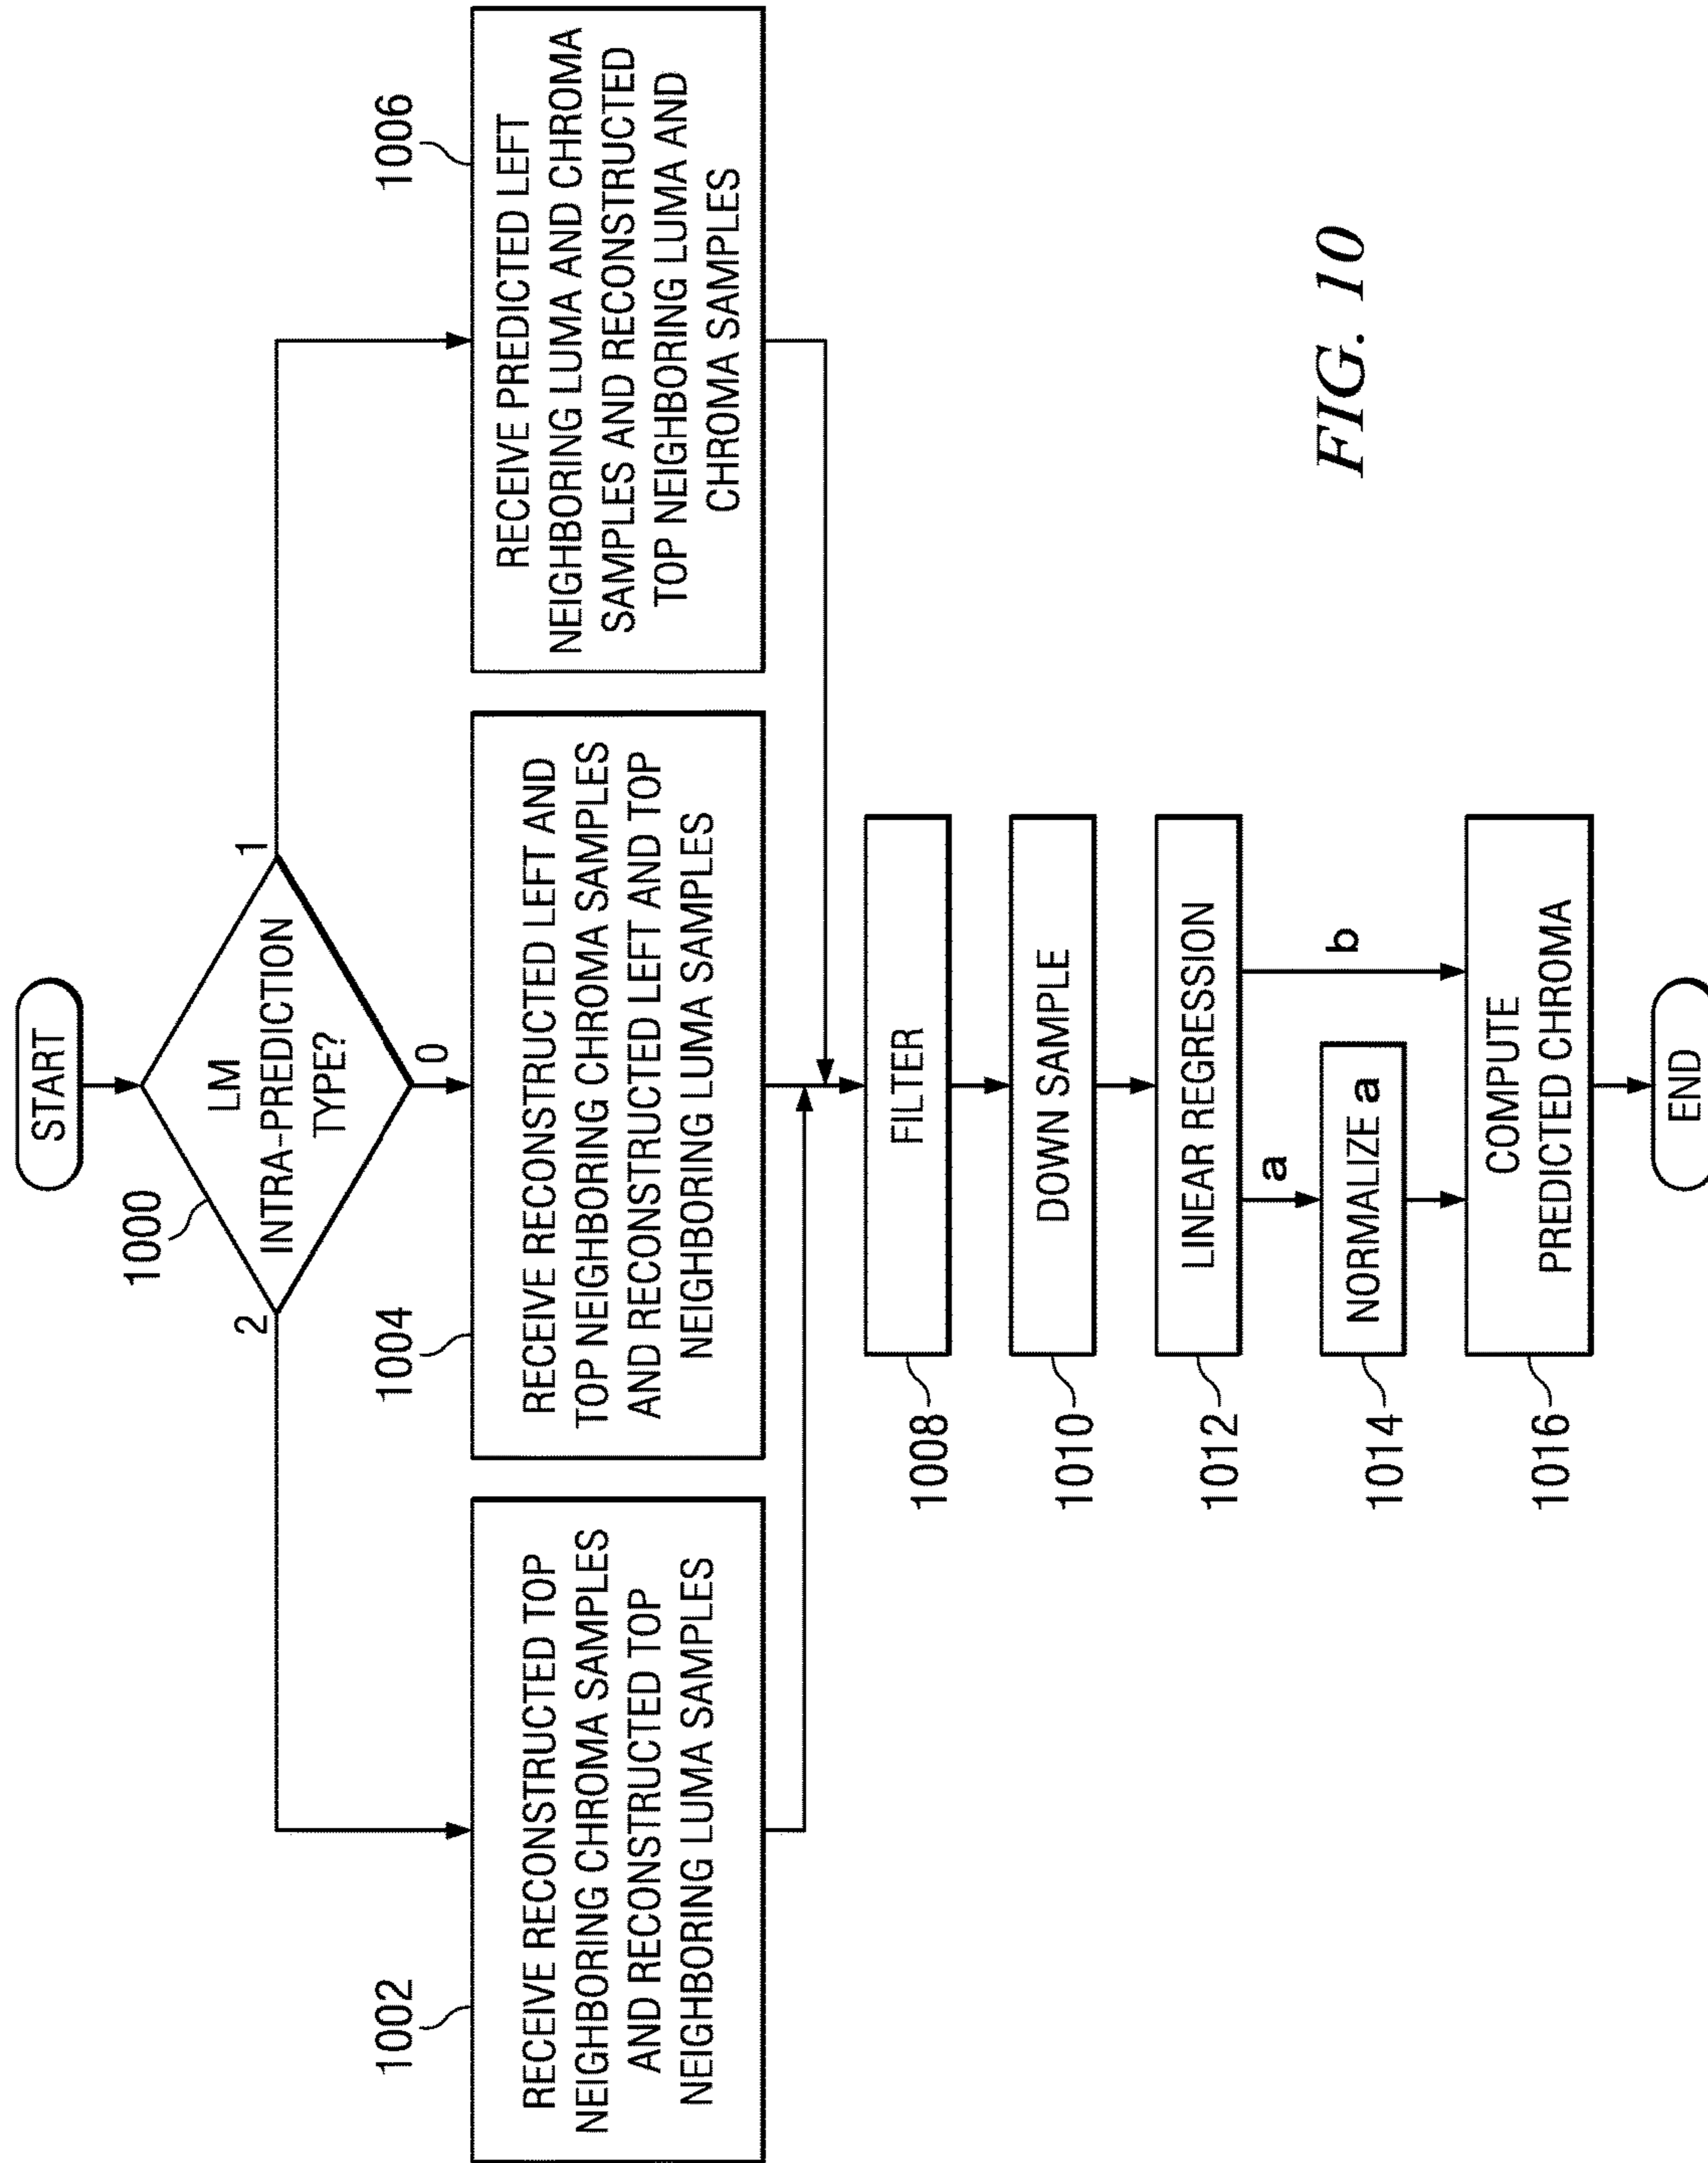 START
1000
LM
INTRA-PREDICTION
TYPE?
2
0
1
1002
RECEIVE RECONSTRUCTED TOP
NEIGHBORING CHROMA SAMPLES
AND RECONSTRUCTED TOP
NEIGHBORING LUMA SAMPLES
1004
RECEIVE RECONSTRUCTED LEFT AND
TOP NEIGHBORING CHROMA SAMPLES
AND RECONSTRUCTED LEFT AND TOP
NEIGHBORING LUMA SAMPLES
1006
RECEIVE PREDICTED LEFT
NEIGHBORING LUMA AND CHROMA
SAMPLES AND RECONSTRUCTED
TOP NEIGHBORING LUMA AND
CHROMA SAMPLES
1008
FILTER
1010
DOWN SAMPLE
1012
LINEAR REGRESSION
a
b
1014
NORMALIZE a
1016
COMPUTE
PREDICTED CHROMA
END
FIG. 10